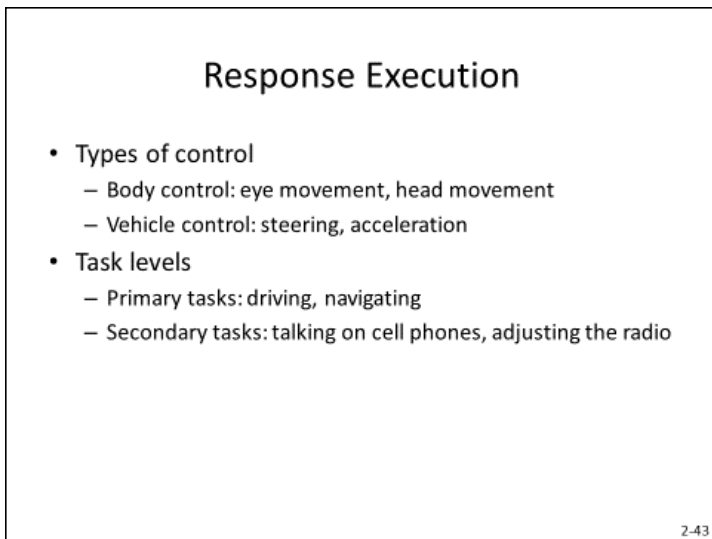 Response Execution
• Types of control
– Body control: eye movement, head movement
– Vehicle control: steering, acceleration
• Task levels
– Primary tasks: driving, navigating
– Secondary tasks: talking on cell phones, adjusting the radio
2-43